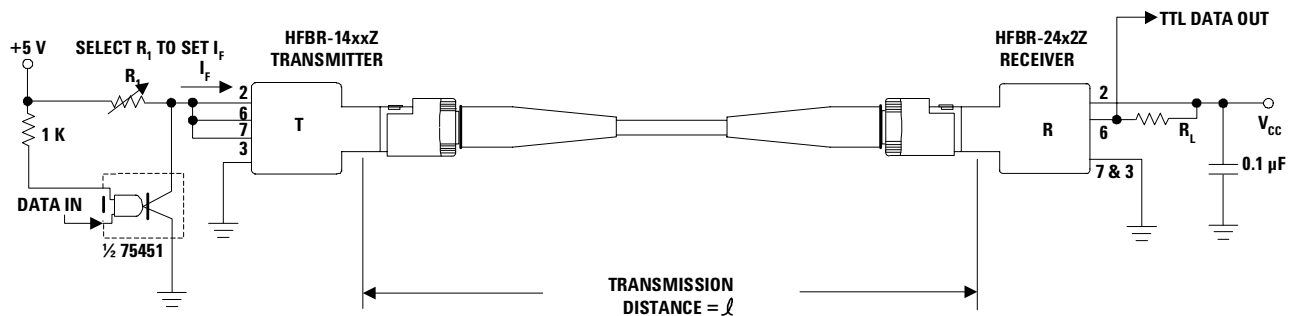 +5 V
SELECT R1 TO SET IF
R1
IF
1 K
DATA IN
½ 75451
HFBR-14xxZ
TRANSMITTER
2
6
7
3
T
TRANSMISSION
DISTANCE = ℓ
HFBR-24x2Z
RECEIVER
R
2
6
7 & 3
TTL DATA OUT
RL
VCC
0.1 µF